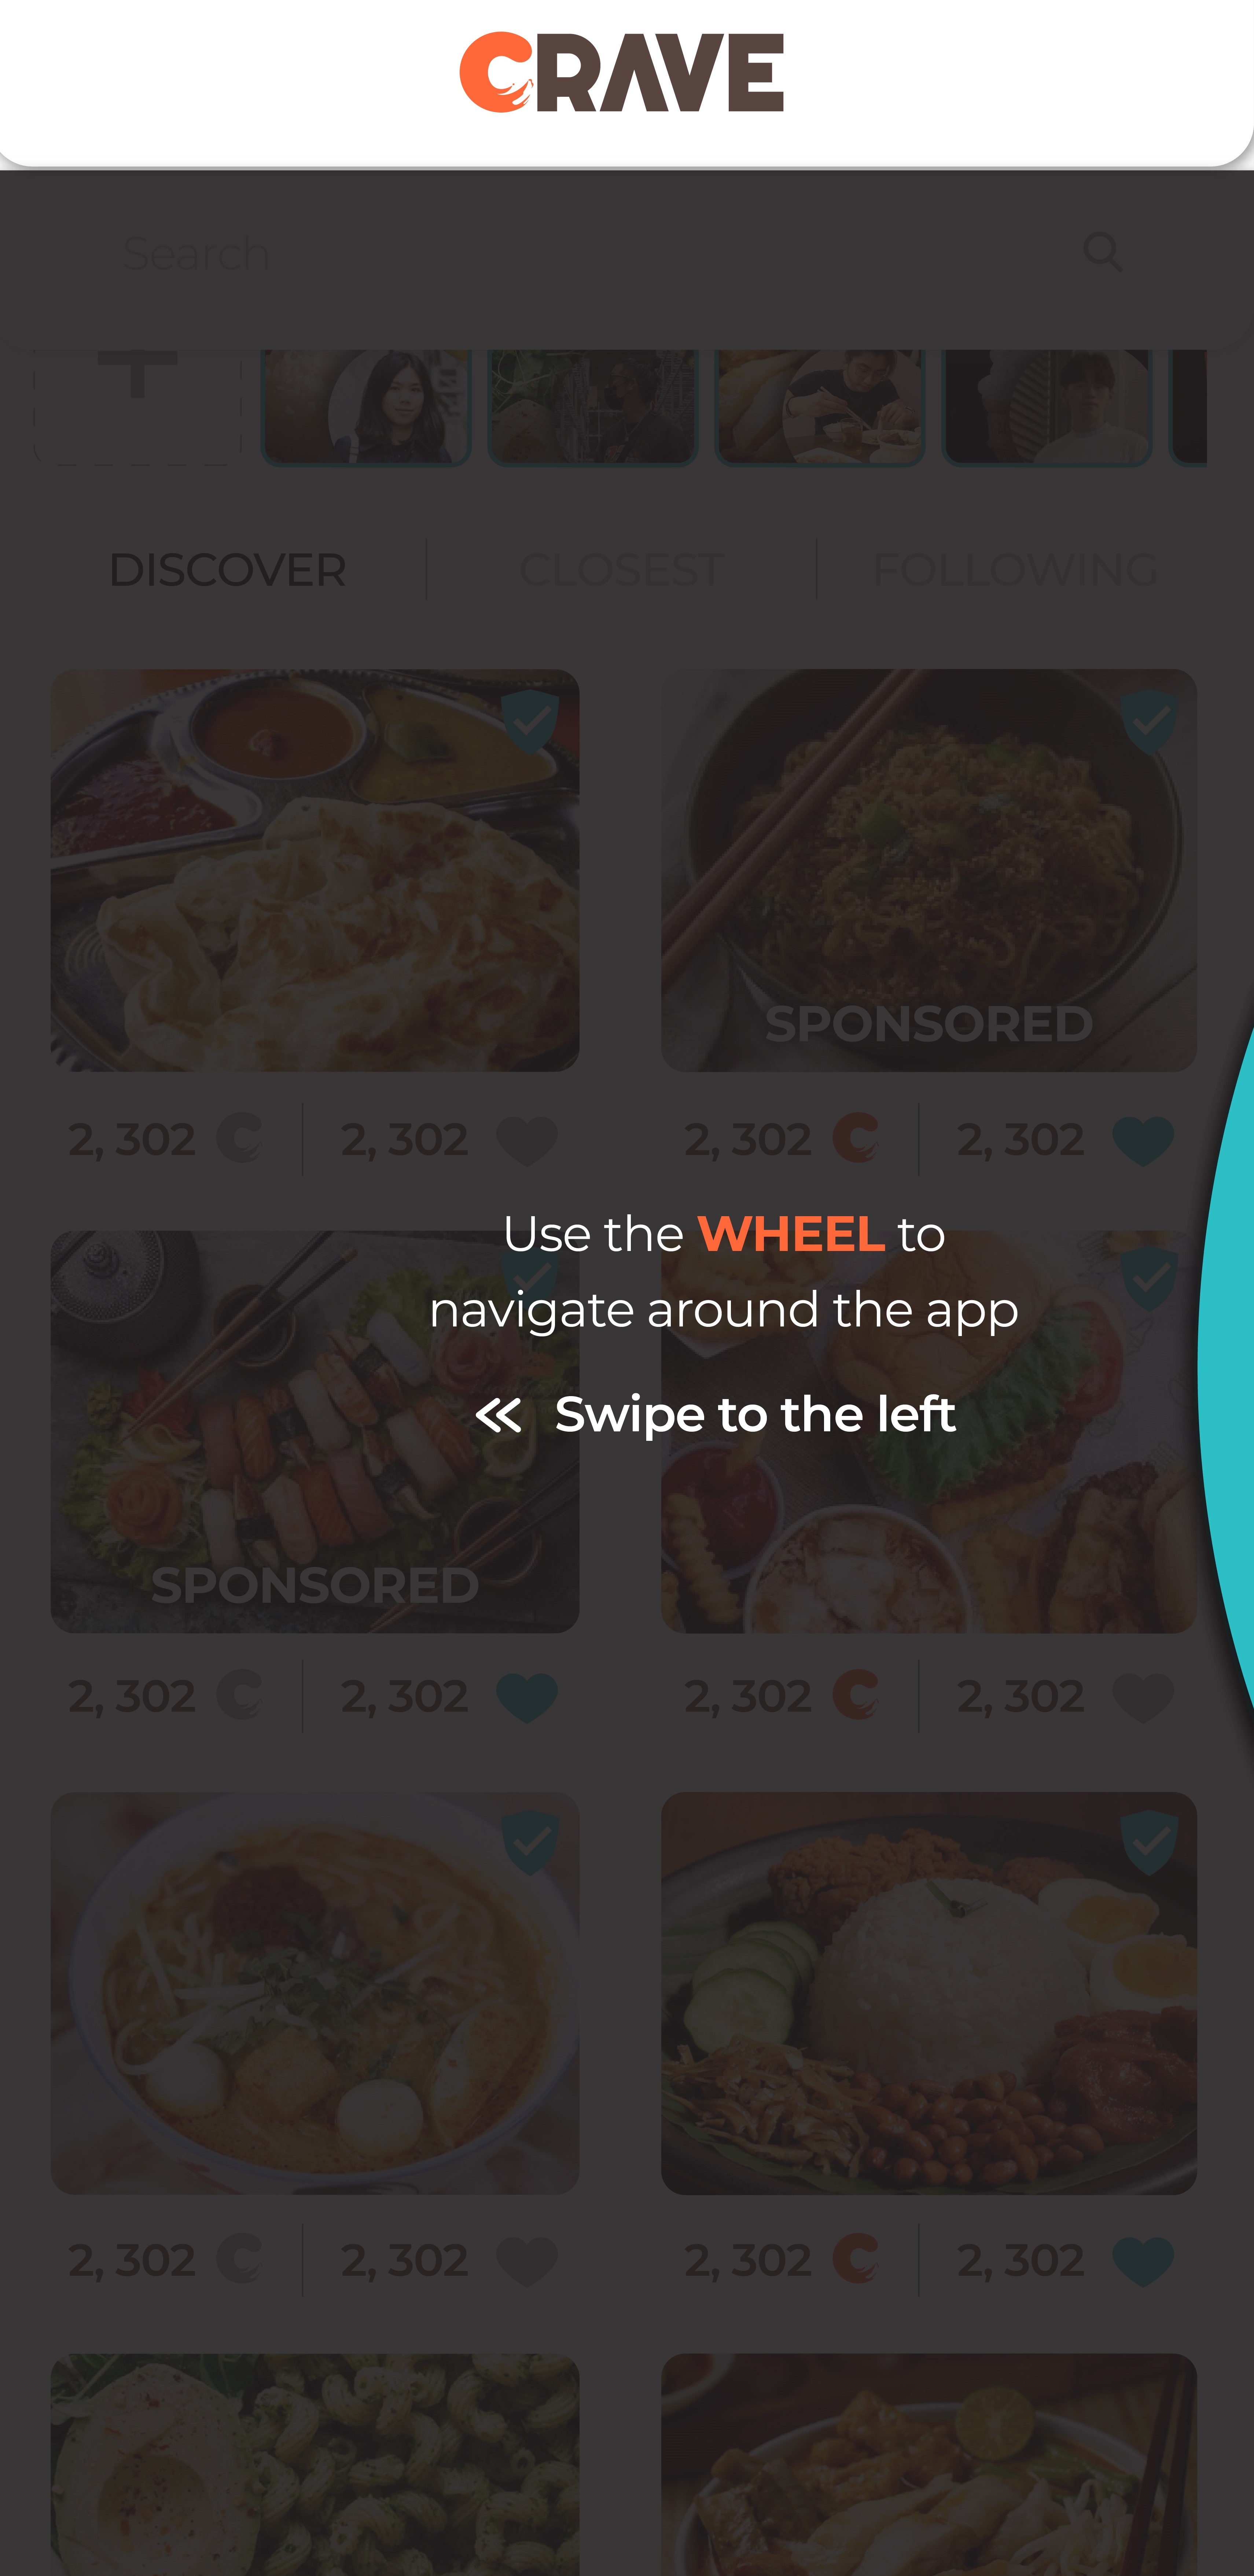 CRAVE
Search
DISCOVER CLOSEST FOLLOWING
SPONSORED
2, 302 2, 302 2, 302 2, 302
Use the WHEEL to
navigate around the app
« Swipe to the left
SPONSORED
2, 302 2, 302 2, 302 2, 302
2, 302 2, 302 2, 302 2, 302